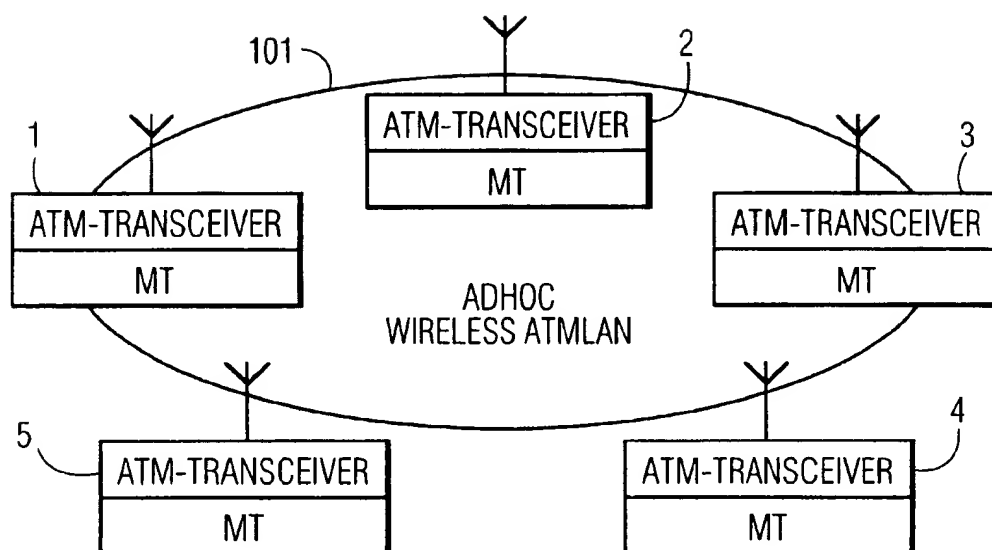 101
2
ATM-TRANSCEIVER
MT
1
ATM-TRANSCEIVER
MT
3
ATM-TRANSCEIVER
MT
ADHOC
WIRELESS ATMLAN
5
ATM-TRANSCEIVER
MT
4
ATM-TRANSCEIVER
MT